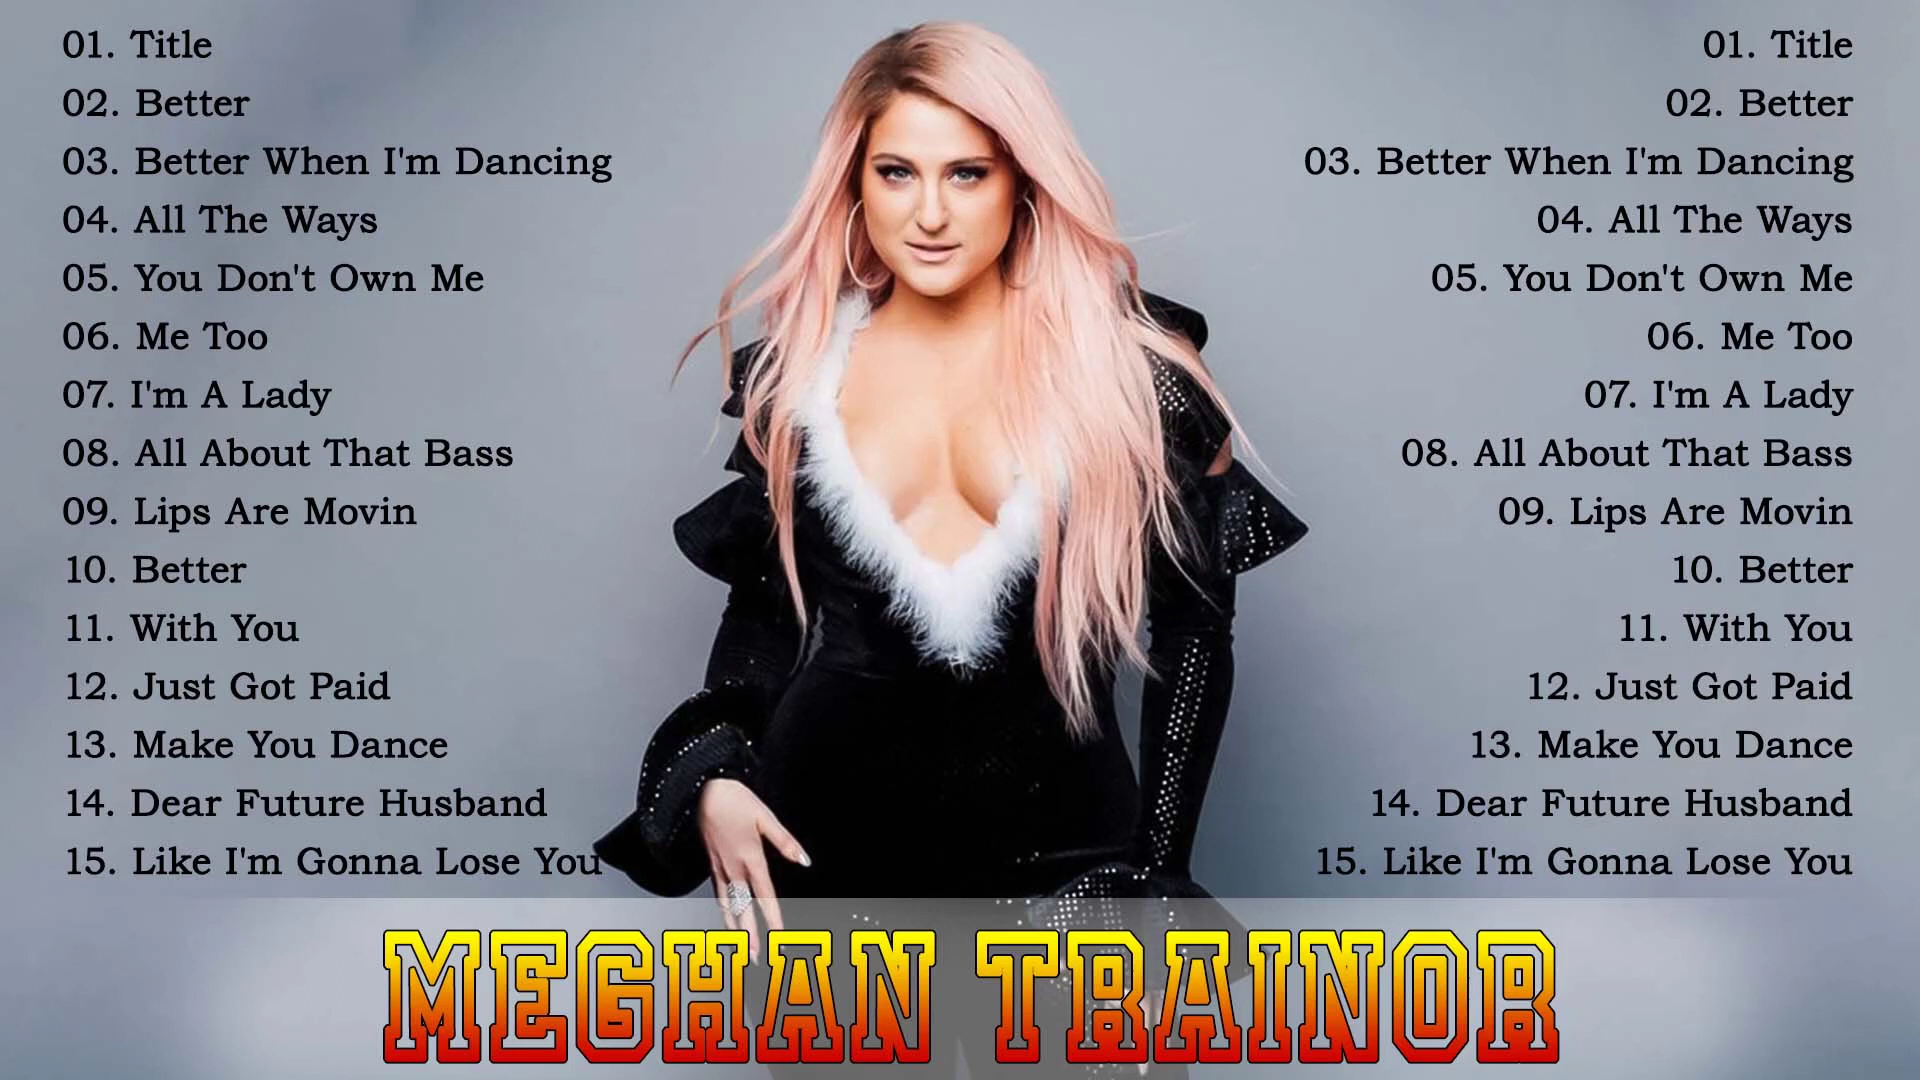 01. Title
02. Better
03. Better When I'm Dancing
04. All The Ways
05. You Don't Own Me
06. Me Too
07. I'm A Lady
08. All About That Bass
09. Lips Are Movin
10. Better
11. With You
12. Just Got Paid
13. Make You Dance
14. Dear Future Husband
15. Like I'm Gonna Lose You
01. Title
02. Better
03. Better When I'm Dancing
04. All The Ways
05. You Don't Own Me
06. Me Too
07. I'm A Lady
08. All About That Bass
09. Lips Are Movin
10. Better
11. With You
12. Just Got Paid
13. Make You Dance
14. Dear Future Husband
15. Like I'm Gonna Lose You
MEGHAN TRAINOR